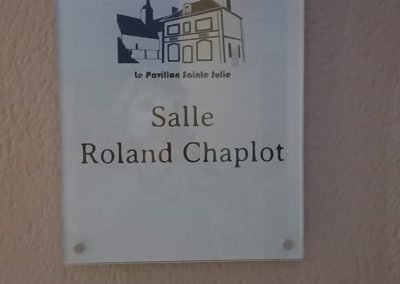 Le Pavillon Sainte Julie
Salle
Roland Chaplot